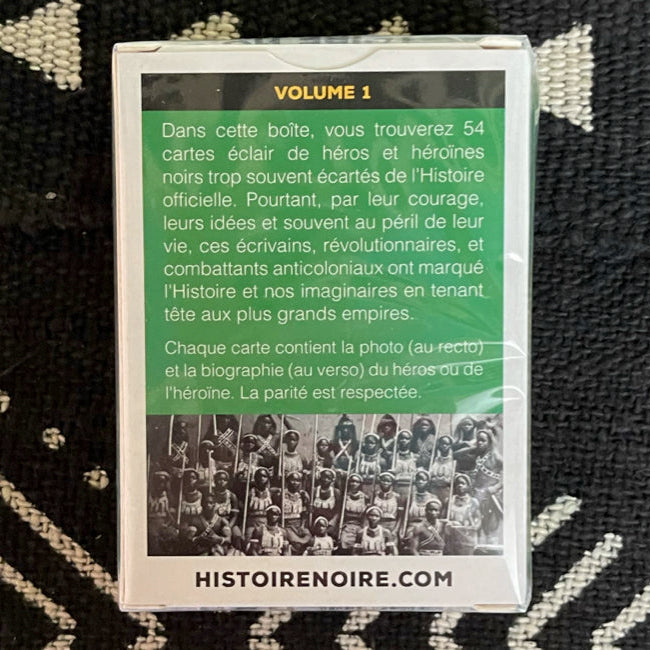 VOLUME 1
Dans cette boîte, vous trouverez 54
cartes éclair de héros et héroïnes
noirs trop souvent écartés de l'Histoire
officielle. Pourtant, par leur courage,
leurs idées et souvent au péril de leur
vie, ces écrivains, révolutionnaires, et
combattants anticoloniaux ont marqué
l'Histoire et nos imaginaires en tenant
tête aux plus grands empires.
Chaque carte contient la photo (au recto)
et la biographie (au verso) du héros ou de
l'héroïne. La parité est respectée.
HISTOIRENOIRE.COM